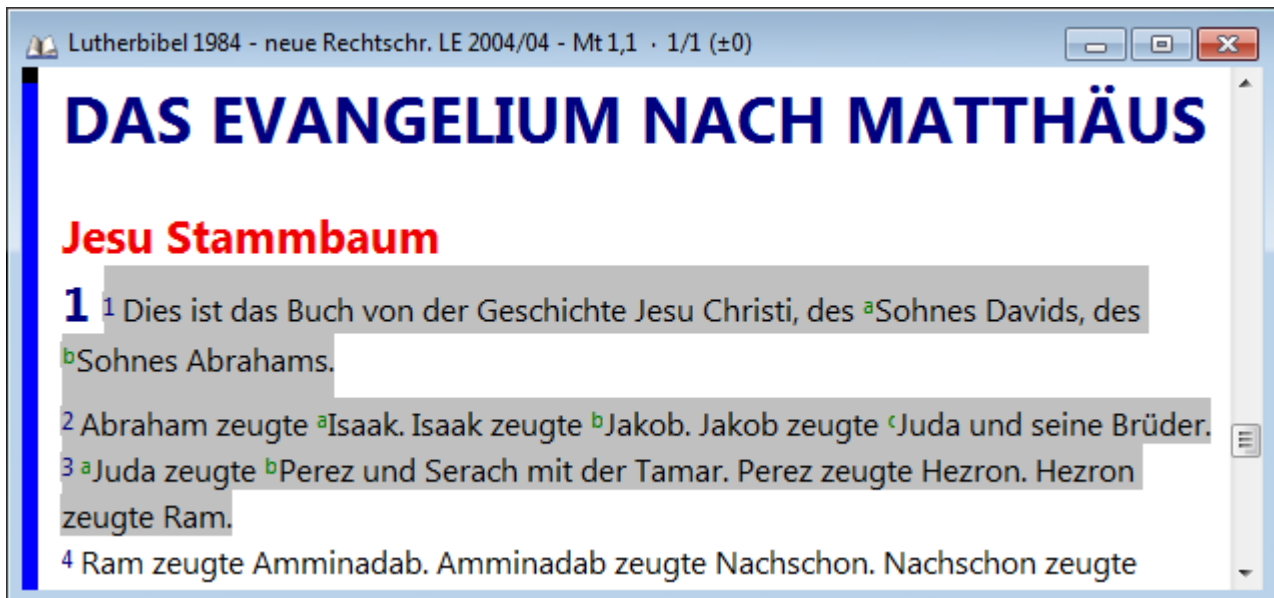 Lutherbibel 1984 - neue Rechtschr. LE 2004/04 - Mt 1,1 · 1/1 (±0)
DAS EVANGELIUM NACH MATTHÄUS
Jesu Stammbaum
1 1 Dies ist das Buch von der Geschichte Jesu Christi, des aSohnes Davids, des
bSohnes Abrahams.
2 Abraham zeugte aIsaak. Isaak zeugte bJakob. Jakob zeugte cJuda und seine Brüder.
3 aJuda zeugte bPerez und Serach mit der Tamar. Perez zeugte Hezron. Hezron
zeugte Ram.
4 Ram zeugte Amminadab. Amminadab zeugte Nachschon. Nachschon zeugte